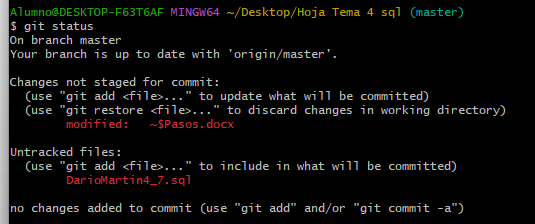 Alumno@DESKTOP-F63T6AF MINGW64 ~/Desktop/Hoja Tema 4 sql (master)
$ git status
On branch master
Your branch is up to date with 'origin/master'.

Changes not staged for commit:
  (use "git add <file>..." to update what will be committed)
  (use "git restore <file>..." to discard changes in working directory)
        modified:   ~$Pasos.docx

Untracked files:
  (use "git add <file>..." to include in what will be committed)
        DarioMartin4_7.sql

no changes added to commit (use "git add" and/or "git commit -a")